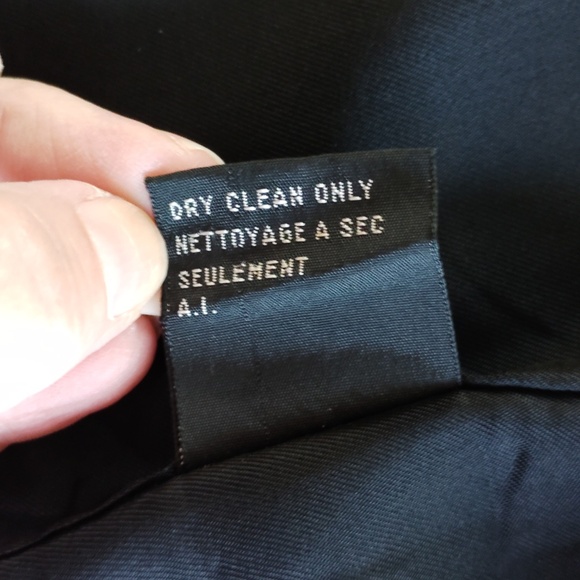 DRY CLEAN ONLY
NETTOYAGE A SEC
SEULEMENT
A.I.